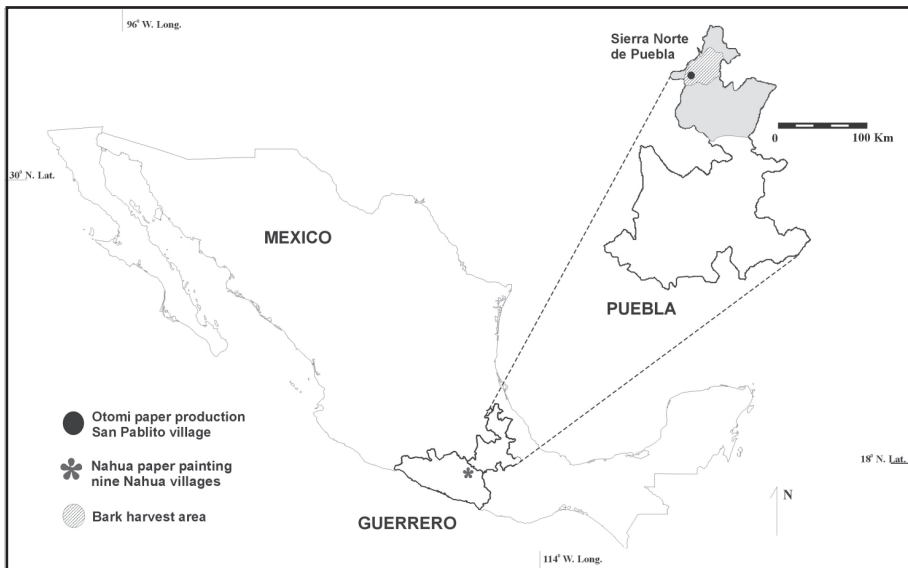 96° W. Long.
Sierra Norte
de Puebla
0
100 Km
30° N. Lat.
MEXICO
PUEBLA
Otomi paper production
San Pablito village
Nahua paper painting
nine Nahua villages
18° N. Lat.
Bark harvest area
N
GUERRERO
114° W. Long.